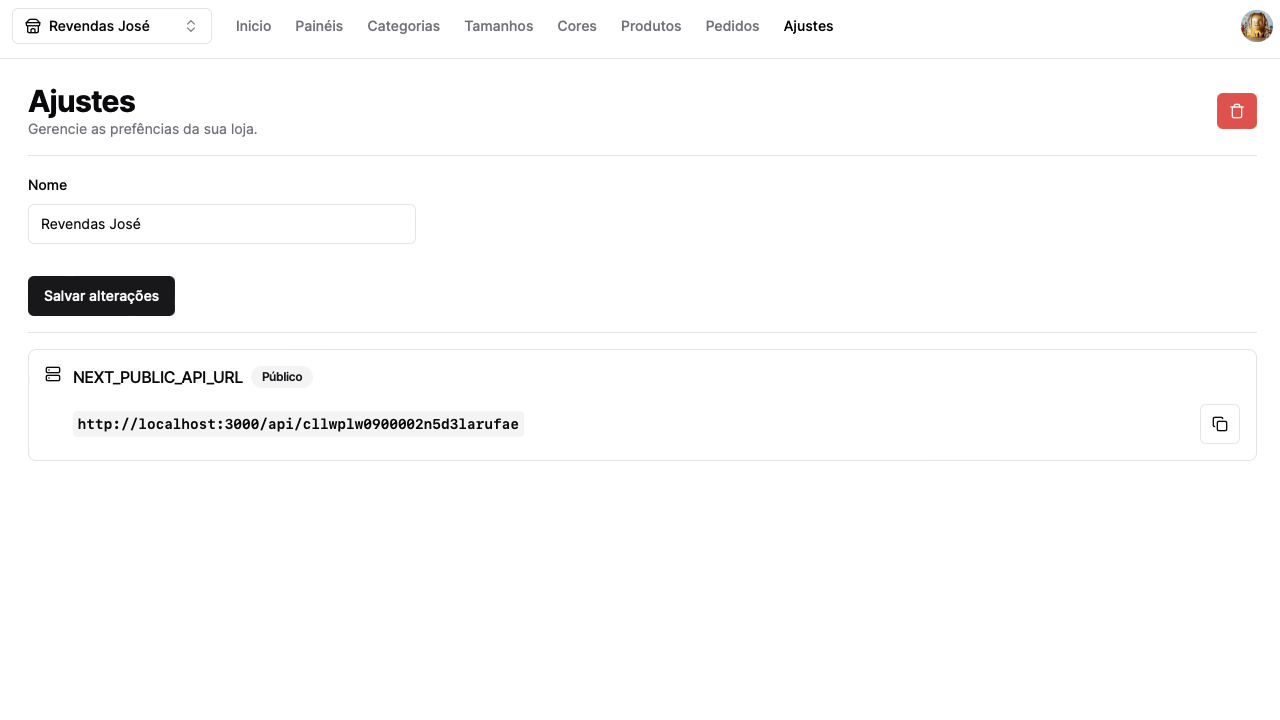 Revendas José
Inicio Painéis Categorias Tamanhos Cores Produtos Pedidos Ajustes
Ajustes
Gerencie as prefências da sua loja.
Nome
Revendas José
Salvar alterações
NEXT_PUBLIC_API_URL Público
http://localhost:3000/api/cllwplw0900002n5d3larufae